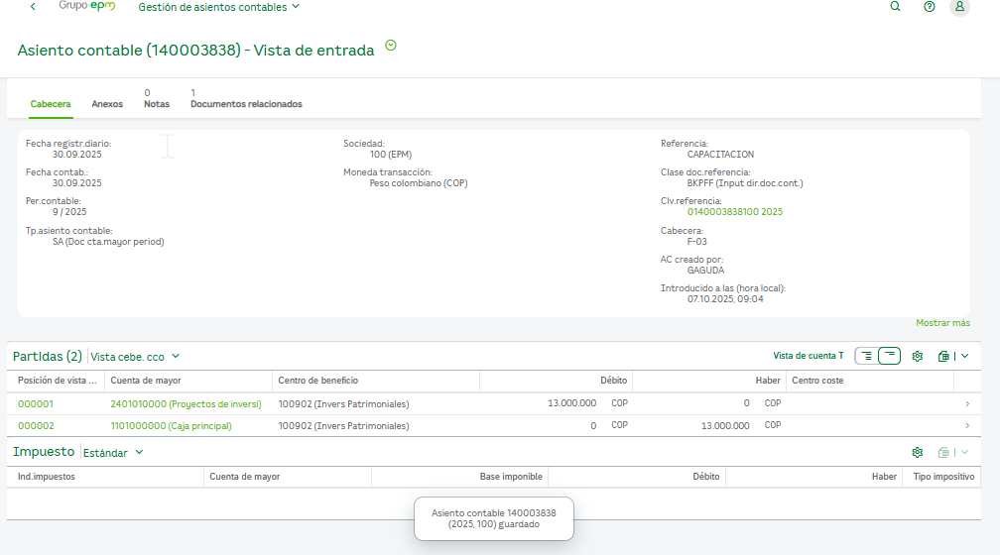 Grupo·epm
Gestión de asientos contables
Asiento contable (140003838) - Vista de entrada
Cabecera
Anexos
0
Notas
1
Documentos relacionados
Fecha registr.diario:
30.09.2025
Fecha contab.:
30.09.2025
Per.contable:
9 / 2025
Tp.asiento contable:
SA (Doc cta.mayor period)
Sociedad:
100 (EPM)
Moneda transacción:
Peso colombiano (COP)
Referencia:
CAPACITACION
Clase doc.referencia:
BKPFF (Input dir.doc.cont.)
Clv.referencia:
0140003838100 2025
Cabecera:
F-03
AC creado por:
GAGUDA
Introducido a las (hora local):
07.10.2025, 09:04
Mostrar más
Partidas (2) Vista cebe. cco
Vista de cuenta T
Posición de vista ... Cuenta de mayor Centro de beneficio Débito Haber Centro coste
000001 2401010000 (Proyectos de inversi) 100902 (Invers Patrimoniales) 13.000.000 COP 0 COP
000002 1101000000 (Caja principal) 100902 (Invers Patrimoniales) 0 COP 13.000.000 COP
Impuesto Estándar
Ind.impuestos Cuenta de mayor Base imponible Débito Haber Tipo impositivo
Asiento contable 140003838
(2025, 100) guardado